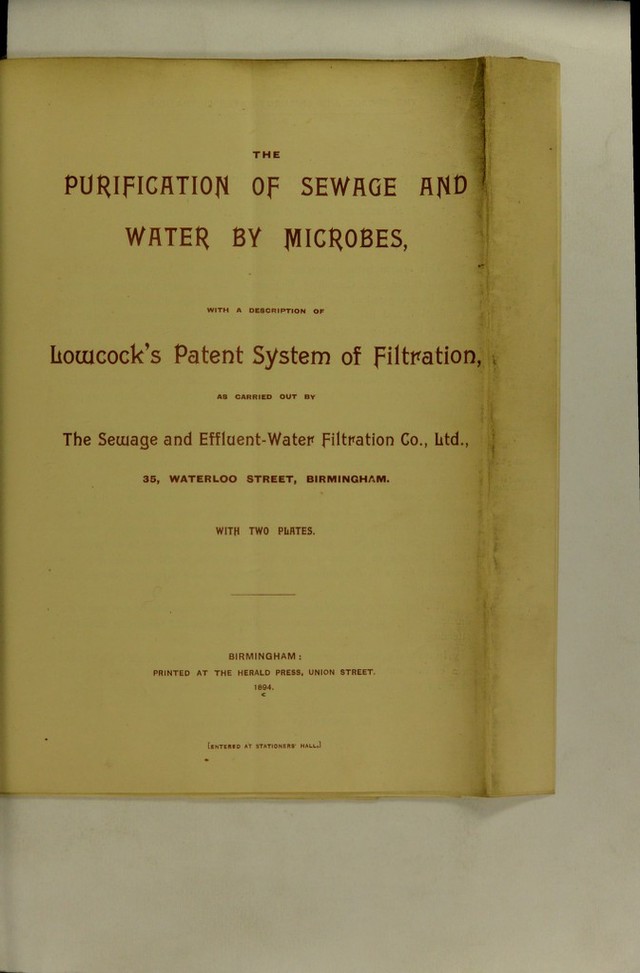 THE
PURIFICATION OF SEWAGE AND
WATER BY MICROBES,
WITH A DESCRIPTION OF
Lowcock's Patent System of Filtration,
AS CARRIED OUT BY
The Sewage and Effluent-Water Filtration Co., Ltd.,
35, WATERLOO STREET, BIRMINGHAM.
WITH TWO PLATES.
BIRMINGHAM:
PRINTED AT THE HERALD PRESS, UNION STREET.
1894.
[ENTERED AT STATIONERS' HALL.]